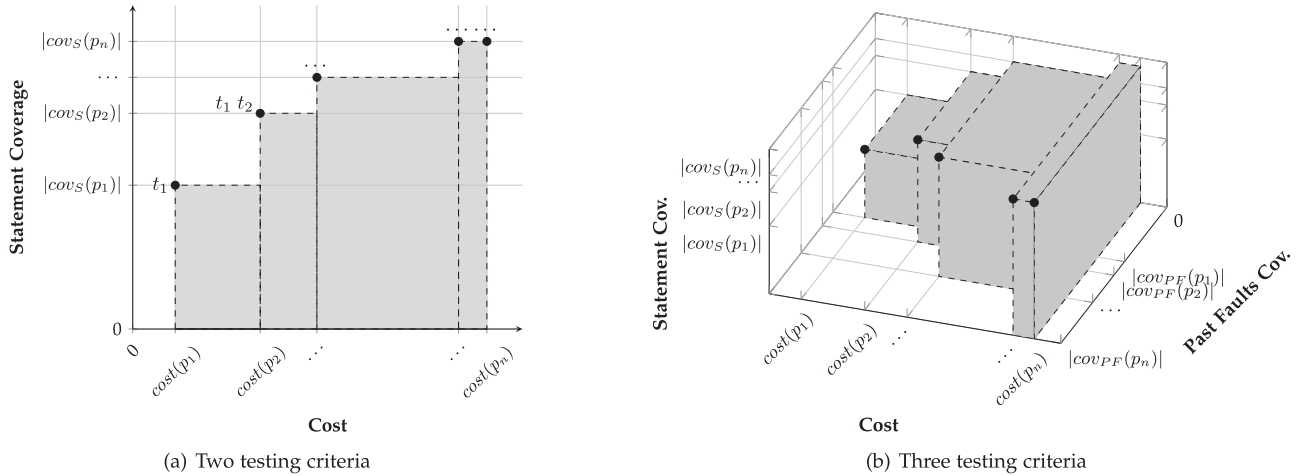 Statement Coverage
|cov_S(p_n)|
...
|cov_S(p_2)|
|cov_S(p_1)|
0
t_1
t_1 t_2
...
... ...
0
cost(p_1)
cost(p_2)
...
...
cost(p_n)
Cost
(a) Two testing criteria
Statement Cov.
|cov_S(p_n)|
...
|cov_S(p_2)|
|cov_S(p_1)|
cost(p_1)
cost(p_2)
...
...
cost(p_n)
Cost
0
|cov_PF(p_1)|
|cov_PF(p_2)|
...
|cov_PF(p_n)|
Past Faults Cov.
(b) Three testing criteria